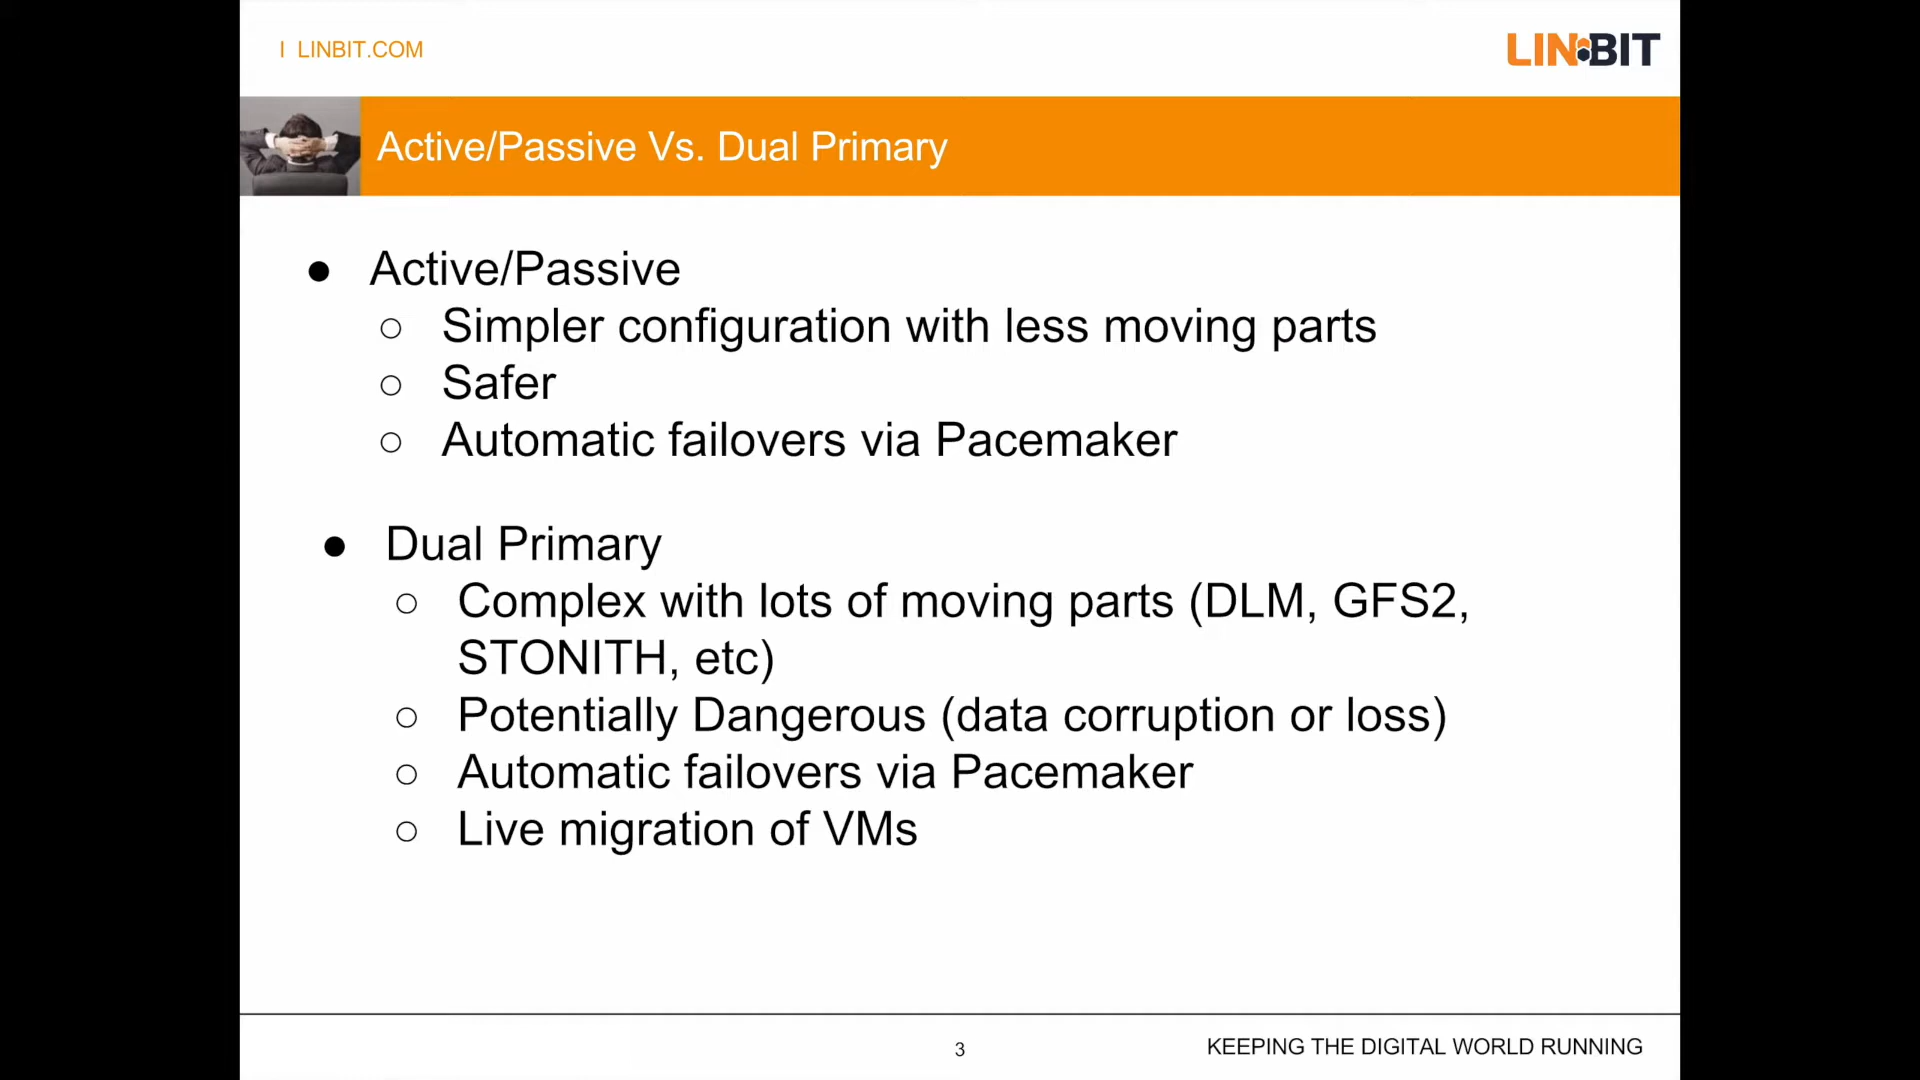 I LINBIT.COM
LINBIT
Active/Passive Vs. Dual Primary
● Active/Passive
○ Simpler configuration with less moving parts
○ Safer
○ Automatic failovers via Pacemaker
● Dual Primary
○ Complex with lots of moving parts (DLM, GFS2,
STONITH, etc)
○ Potentially Dangerous (data corruption or loss)
○ Automatic failovers via Pacemaker
○ Live migration of VMs
3
KEEPING THE DIGITAL WORLD RUNNING